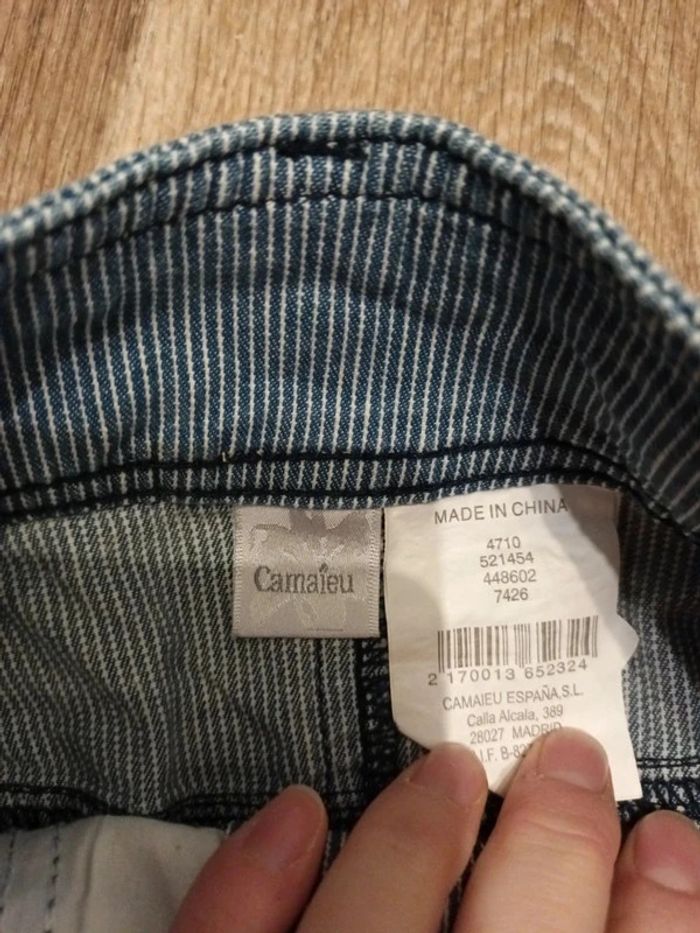 Camaïeu
MADE IN CHINA
4710
521454
448602
7426
2 170013 652324
CAMAIEU ESPAÑA,S.L.
Calla Alcala, 389
28027 MADRID